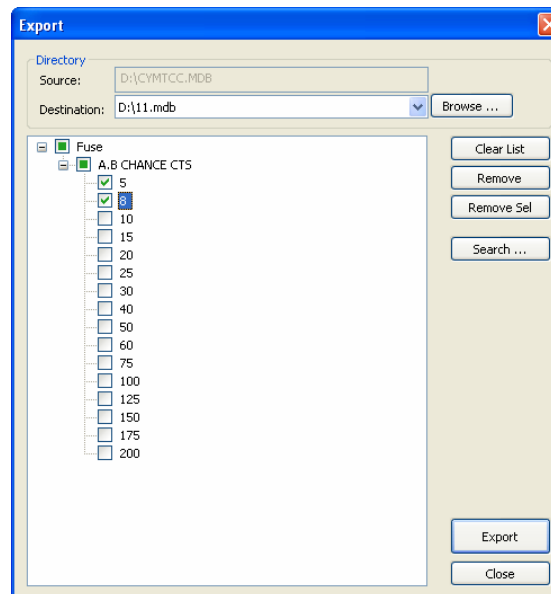 Export
Directory
Source: D:\CYMTCC.MDB
Destination: D:\11.mdb Browse ...
Fuse
A.B CHANCE CTS
5
8
10
15
20
25
30
40
50
60
75
100
125
150
175
200
Clear List
Remove
Remove Sel
Search ...
Export
Close